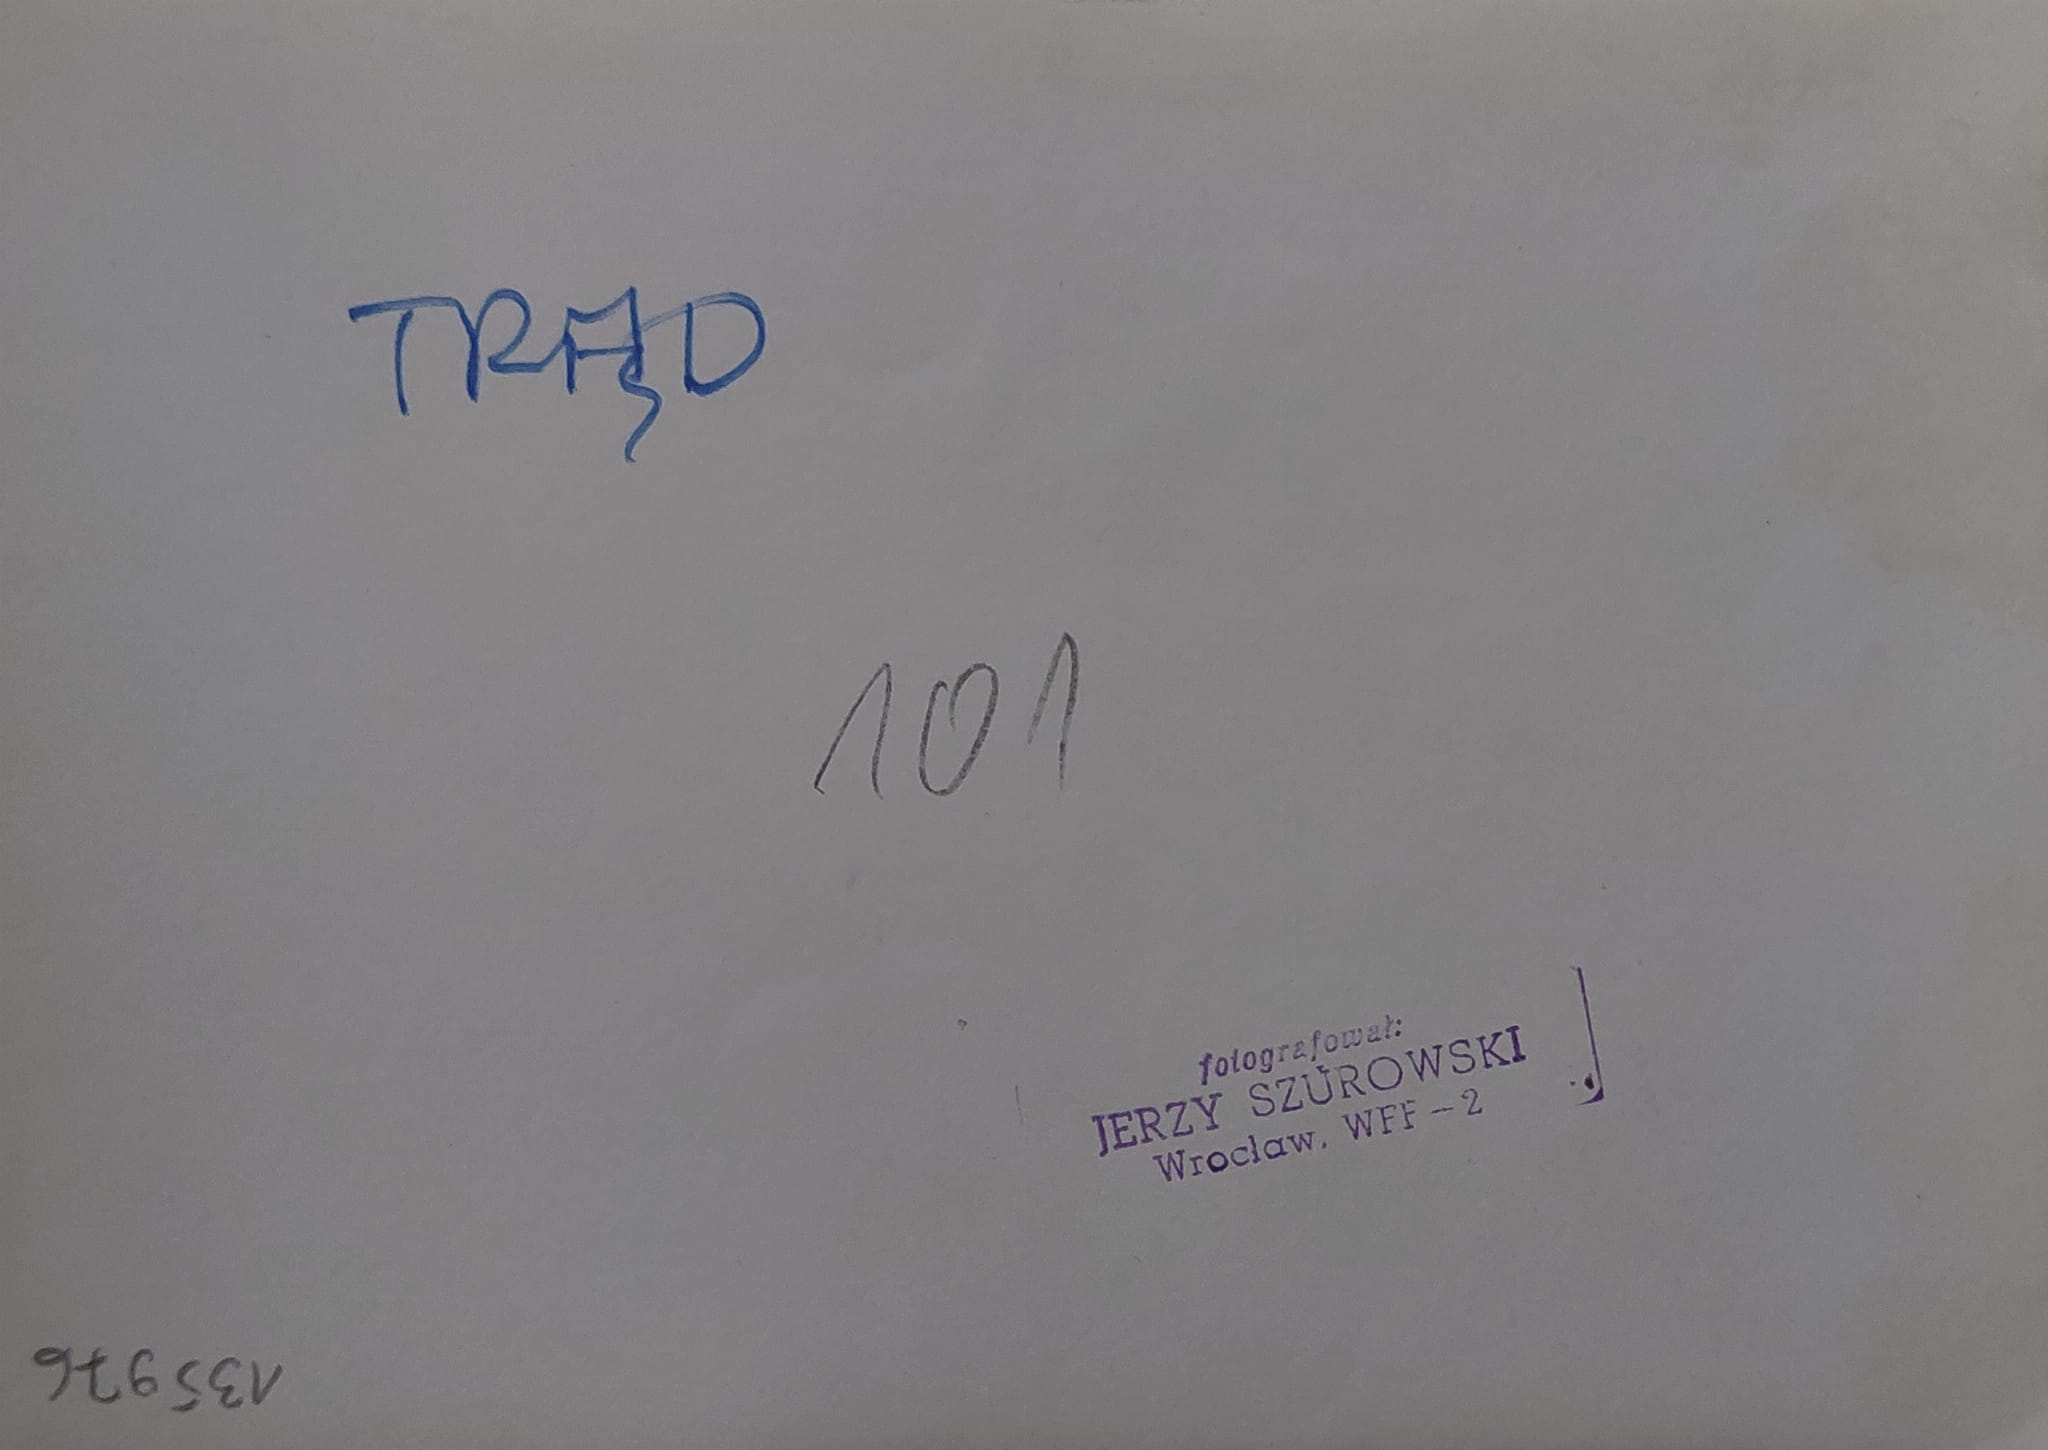 TRĄD
101
fotografował:
JERZY SZUROWSKI
Wrocław. WFF – 2
135976